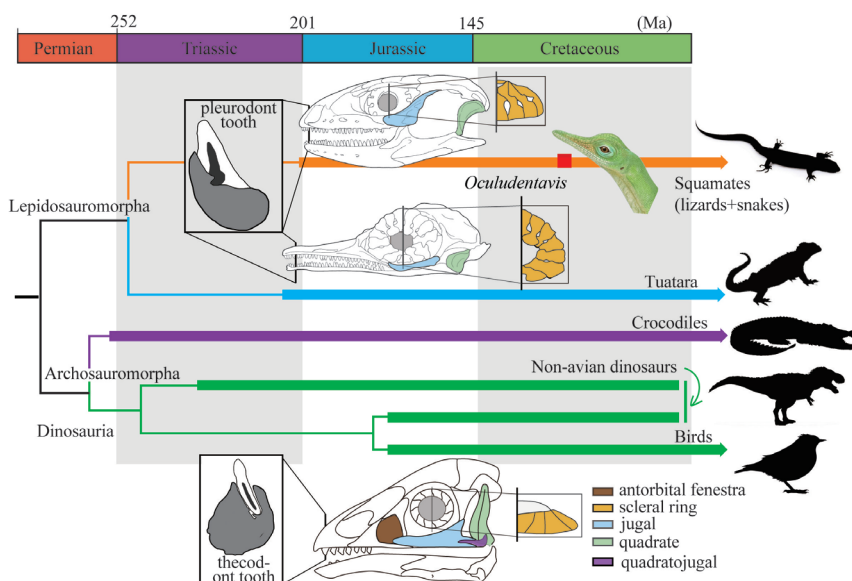 252
201
145
(Ma)
Permian
Triassic
Jurassic
Cretaceous
pleurodont
tooth
Oculudentavis
Squamates
(lizards+snakes)
Lepidosauromorpha
Tuatara
Crocodiles
Archosauromorpha
Non-avian dinosaurs
Dinosauria
Birds
antorbital fenestra
scleral ring
jugal
quadrate
quadratojugal
thecod-
ont tooth